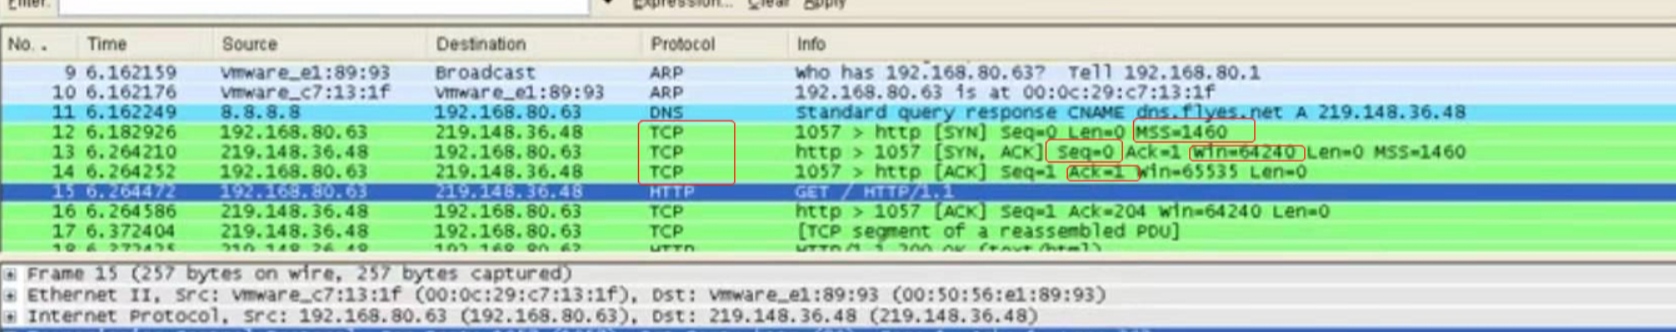 Filter: Expression... Clear Apply
No. . Time Source Destination Protocol Info
9 6.162159 Vmware_e1:89:93 Broadcast ARP who has 192.168.80.63? Tell 192.168.80.1
10 6.162176 Vmware_c7:13:1f Vmware_e1:89:93 ARP 192.168.80.63 is at 00:0c:29:c7:13:1f
11 6.162249 8.8.8.8 192.168.80.63 DNS Standard query response CNAME dns.flyes.net A 219.148.36.48
12 6.182926 192.168.80.63 219.148.36.48 TCP 1057 > http [SYN] Seq=0 Len=0 MSS=1460
13 6.264210 219.148.36.48 192.168.80.63 TCP http > 1057 [SYN, ACK] Seq=0 Ack=1 Win=64240 Len=0 MSS=1460
14 6.264252 192.168.80.63 219.148.36.48 TCP 1057 > http [ACK] Seq=1 Ack=1 Win=65535 Len=0
15 6.264472 192.168.80.63 219.148.36.48 HTTP GET / HTTP/1.1
16 6.264586 219.148.36.48 192.168.80.63 TCP http > 1057 [ACK] Seq=1 Ack=204 Win=64240 Len=0
17 6.372404 219.148.36.48 192.168.80.63 TCP [TCP segment of a reassembled PDU]
18 6.372425 219.148.36.48 192.168.80.63 HTTP HTTP/1.1 200 OK (text/html)
Frame 15 (257 bytes on wire, 257 bytes captured)
Ethernet II, Src: Vmware_c7:13:1f (00:0c:29:c7:13:1f), Dst: Vmware_e1:89:93 (00:50:56:e1:89:93)
Internet Protocol, Src: 192.168.80.63 (192.168.80.63), Dst: 219.148.36.48 (219.148.36.48)